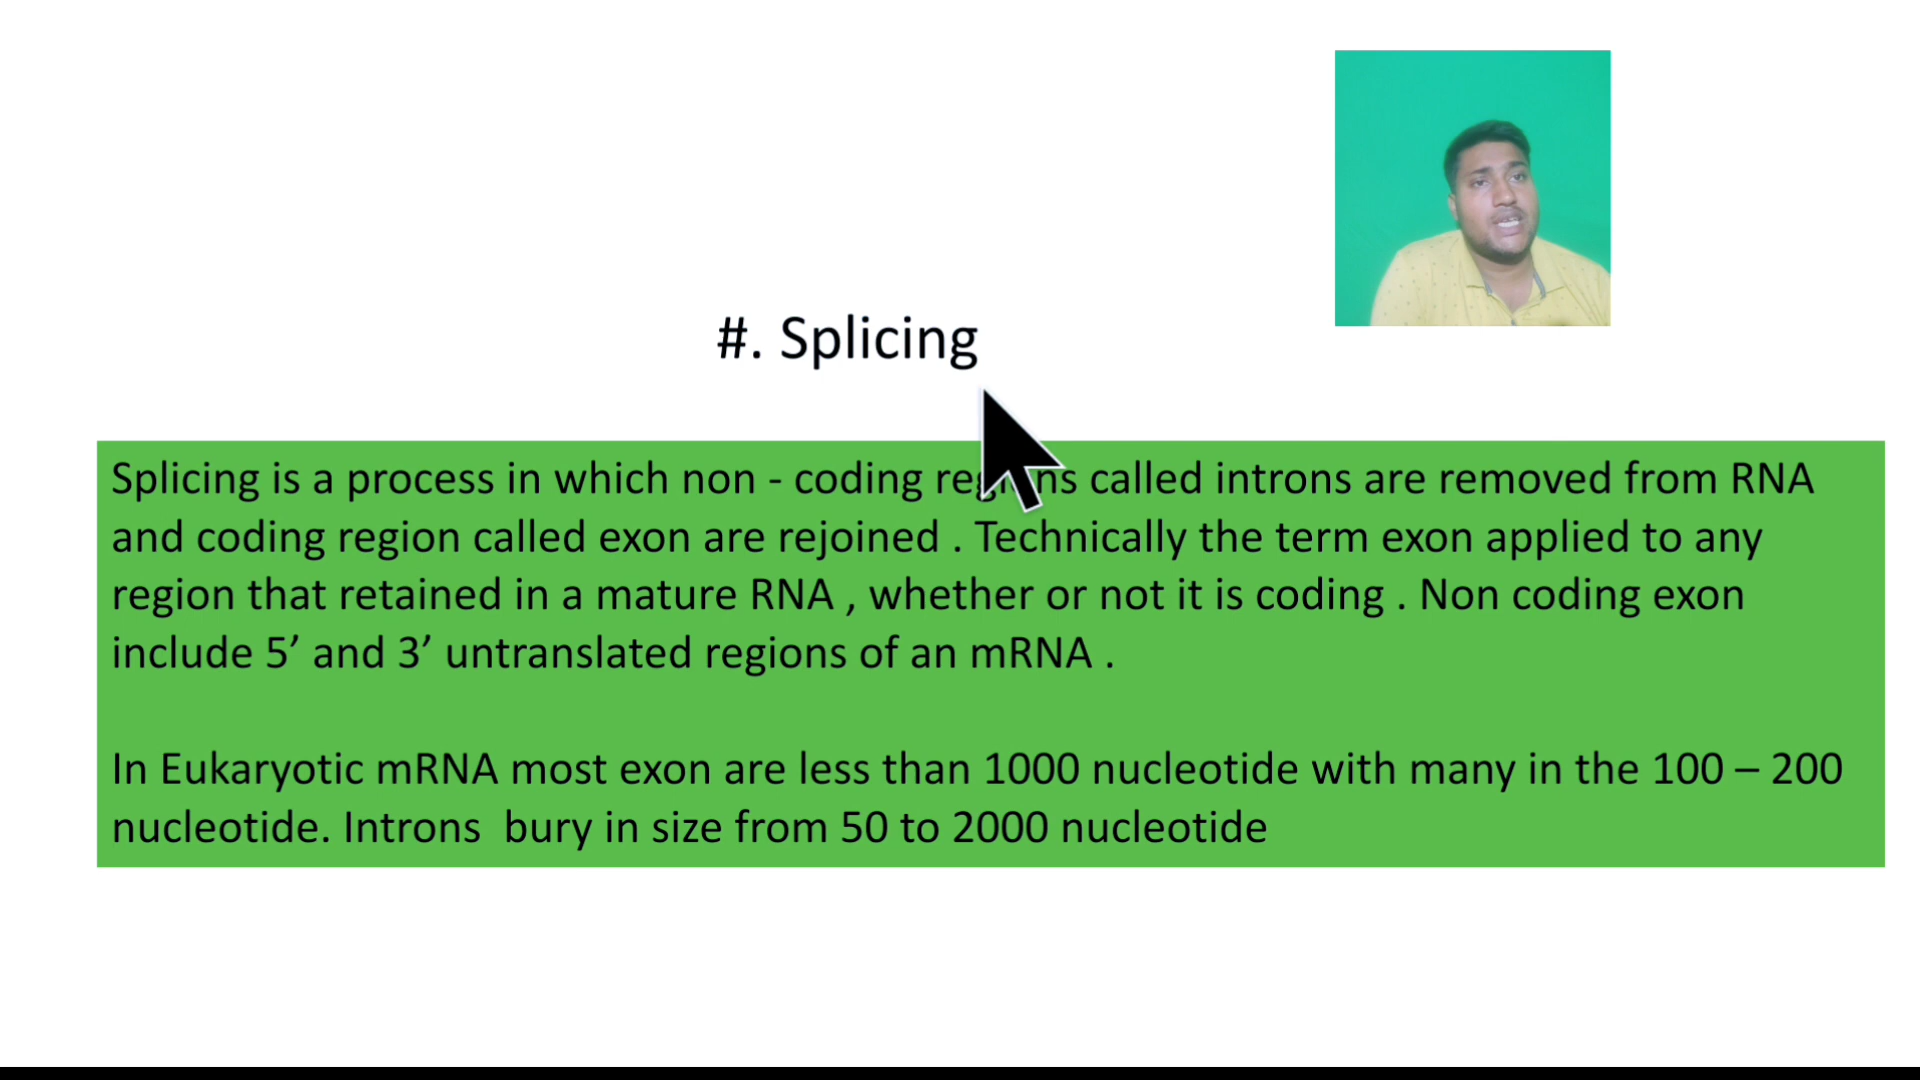 #. Splicing
Splicing is a process in which non - coding regions called introns are removed from RNA
and coding region called exon are rejoined . Technically the term exon applied to any
region that retained in a mature RNA , whether or not it is coding . Non coding exon
include 5’ and 3’ untranslated regions of an mRNA .
In Eukaryotic mRNA most exon are less than 1000 nucleotide with many in the 100 – 200
nucleotide. Introns  bury in size from 50 to 2000 nucleotide